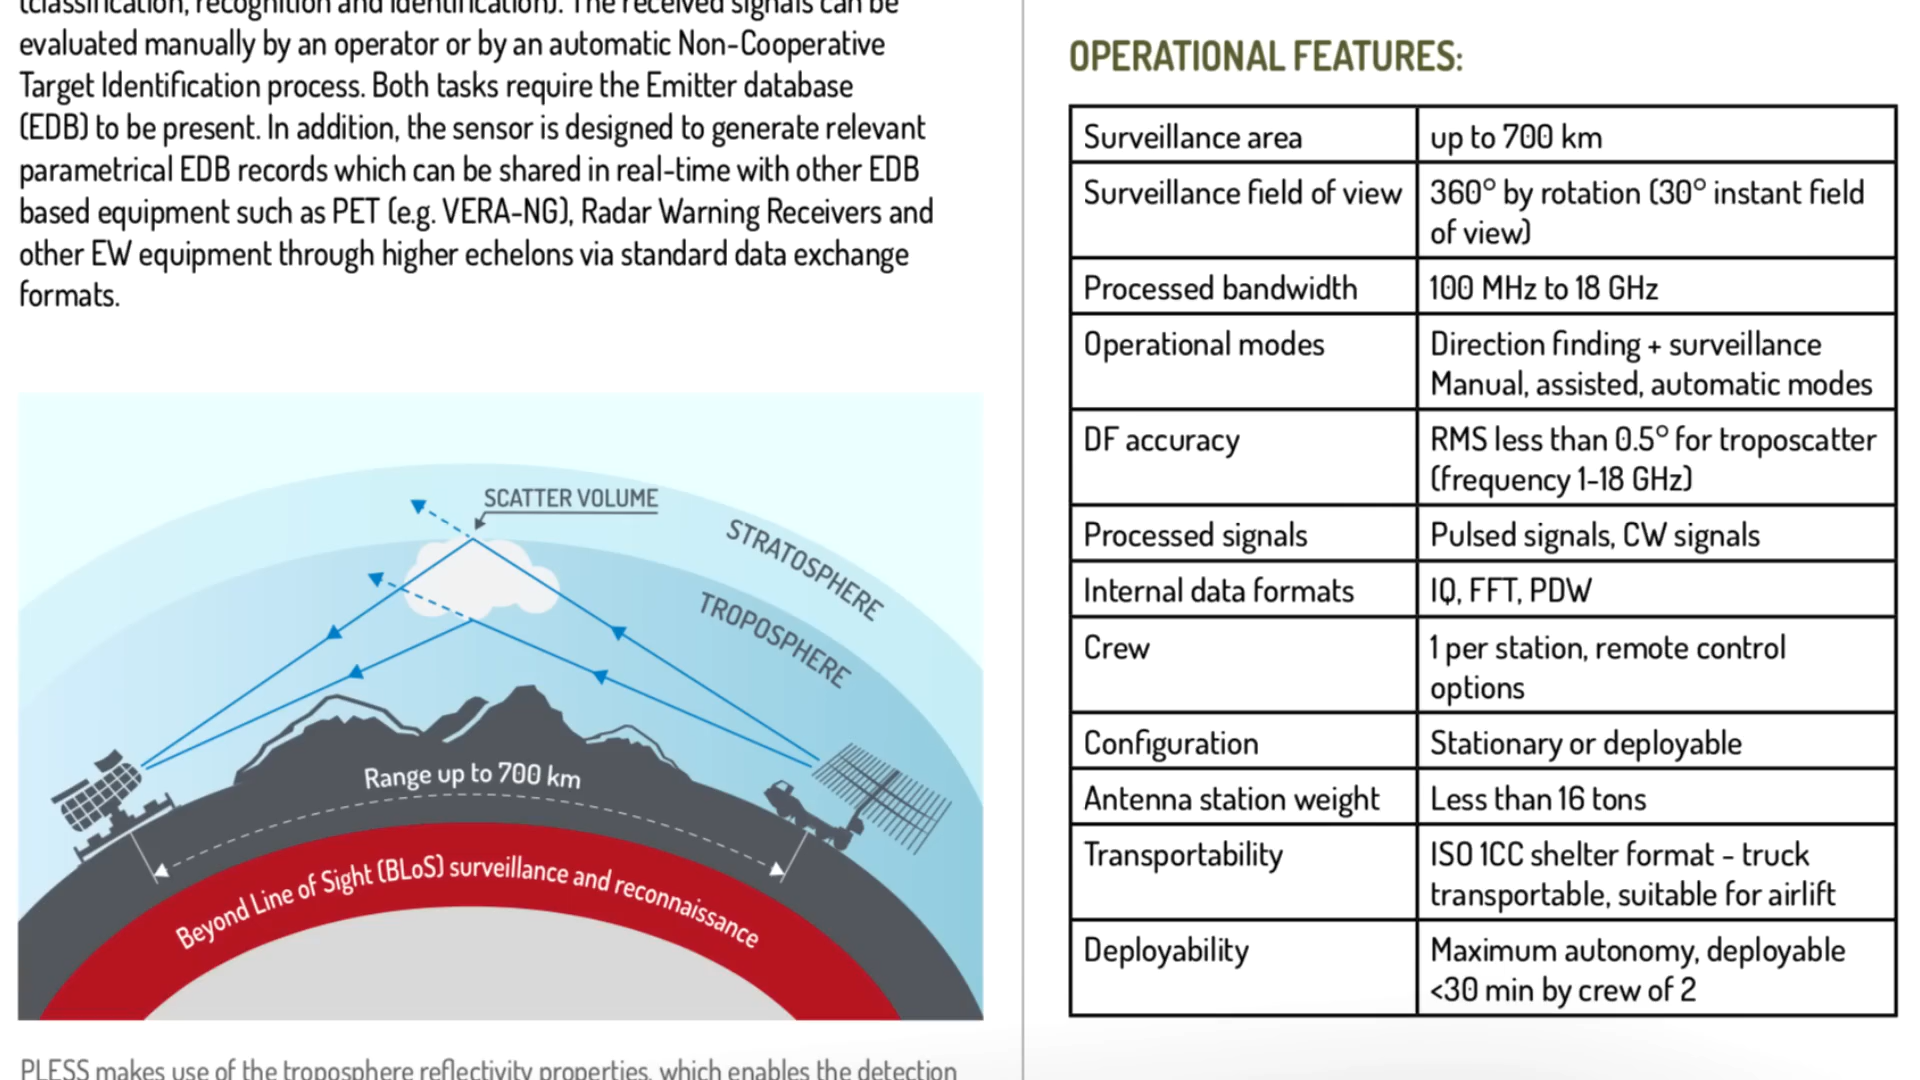 (classification, recognition and identification). The received signals can be
evaluated manually by an operator or by an automatic Non-Cooperative
Target Identification process. Both tasks require the Emitter database
(EDB) to be present. In addition, the sensor is designed to generate relevant
parametrical EDB records which can be shared in real-time with other EDB
based equipment such as PET (e.g. VERA-NG), Radar Warning Receivers and
other EW equipment through higher echelons via standard data exchange
formats.
SCATTER VOLUME
STRATOSPHERE
TROPOSPHERE
Range up to 700 km
Beyond Line of Sight (BLoS) surveillance and reconnaissance
PLESS makes use of the troposphere reflectivity properties, which enables the detection
OPERATIONAL FEATURES:
Surveillance area up to 700 km
Surveillance field of view 360° by rotation (30° instant field
of view)
Processed bandwidth 100 MHz to 18 GHz
Operational modes Direction finding + surveillance
Manual, assisted, automatic modes
DF accuracy RMS less than 0.5° for troposcatter
(frequency 1-18 GHz)
Processed signals Pulsed signals, CW signals
Internal data formats IQ, FFT, PDW
Crew 1 per station, remote control
options
Configuration Stationary or deployable
Antenna station weight Less than 16 tons
Transportability ISO 1CC shelter format - truck
transportable, suitable for airlift
Deployability Maximum autonomy, deployable
<30 min by crew of 2